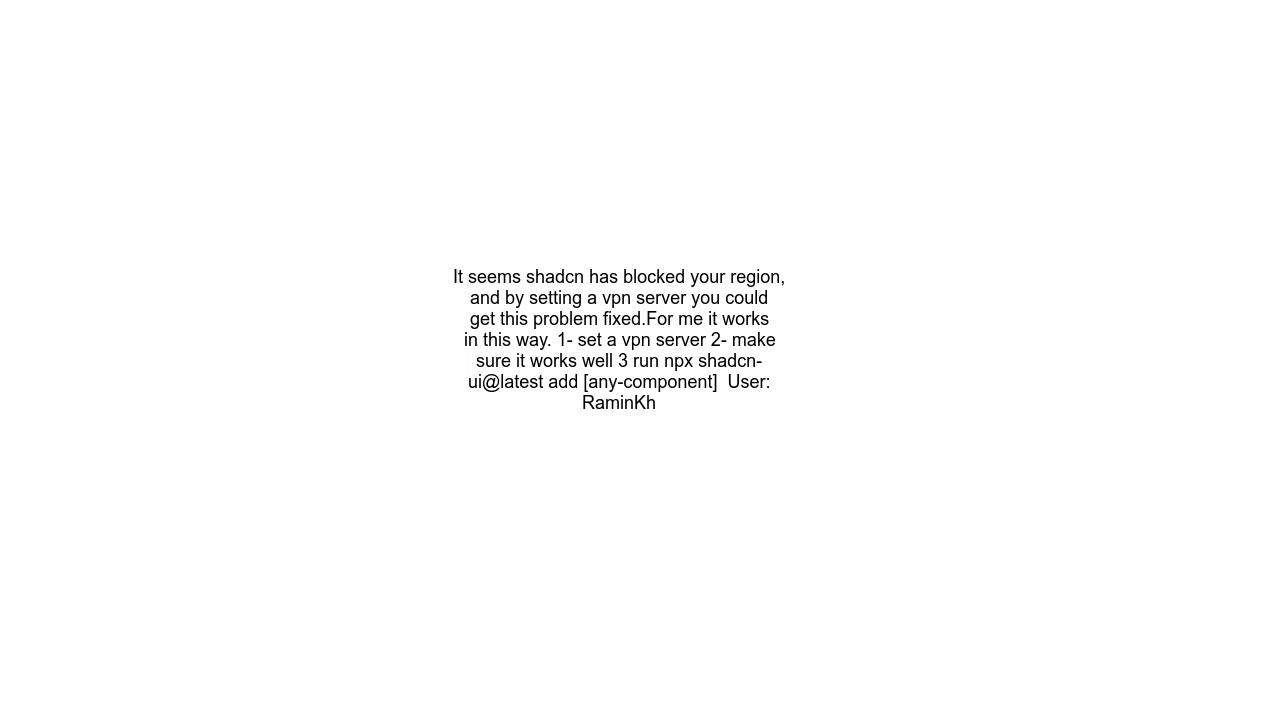 It seems shadcn has blocked your region,
and by setting a vpn server you could
get this problem fixed.For me it works
in this way. 1- set a vpn server 2- make
sure it works well 3 run npx shadcn-
ui@latest add [any-component]  User:
RaminKh